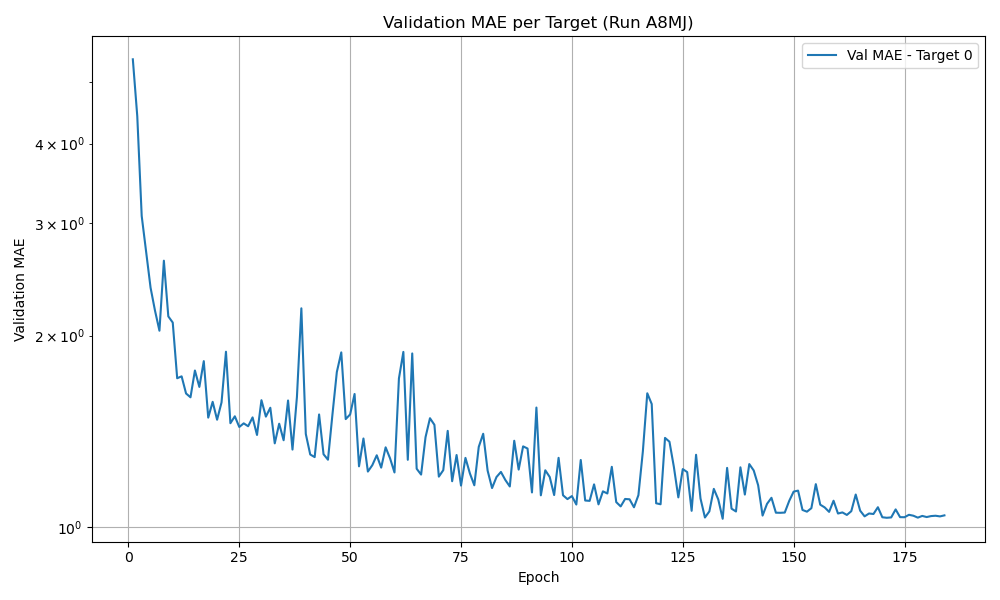 Validation MAE per Target (Run A8MJ)
Val MAE - Target 0
Validation MAE
4 × 10⁰
3 × 10⁰
2 × 10⁰
10⁰
0 25 50 75 100 125 150 175
Epoch